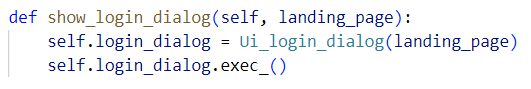 def show_login_dialog(self, landing_page):
    self.login_dialog = Ui_login_dialog(landing_page)
    self.login_dialog.exec_()